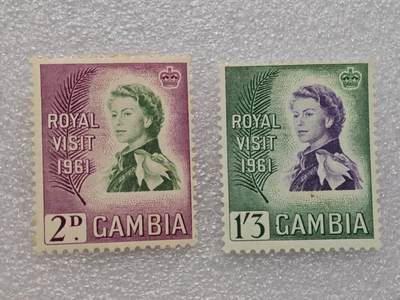 ROYAL
VISIT
1961
2D.
GAMBIA
ROYAL
VISIT
1961
1'3
GAMBIA